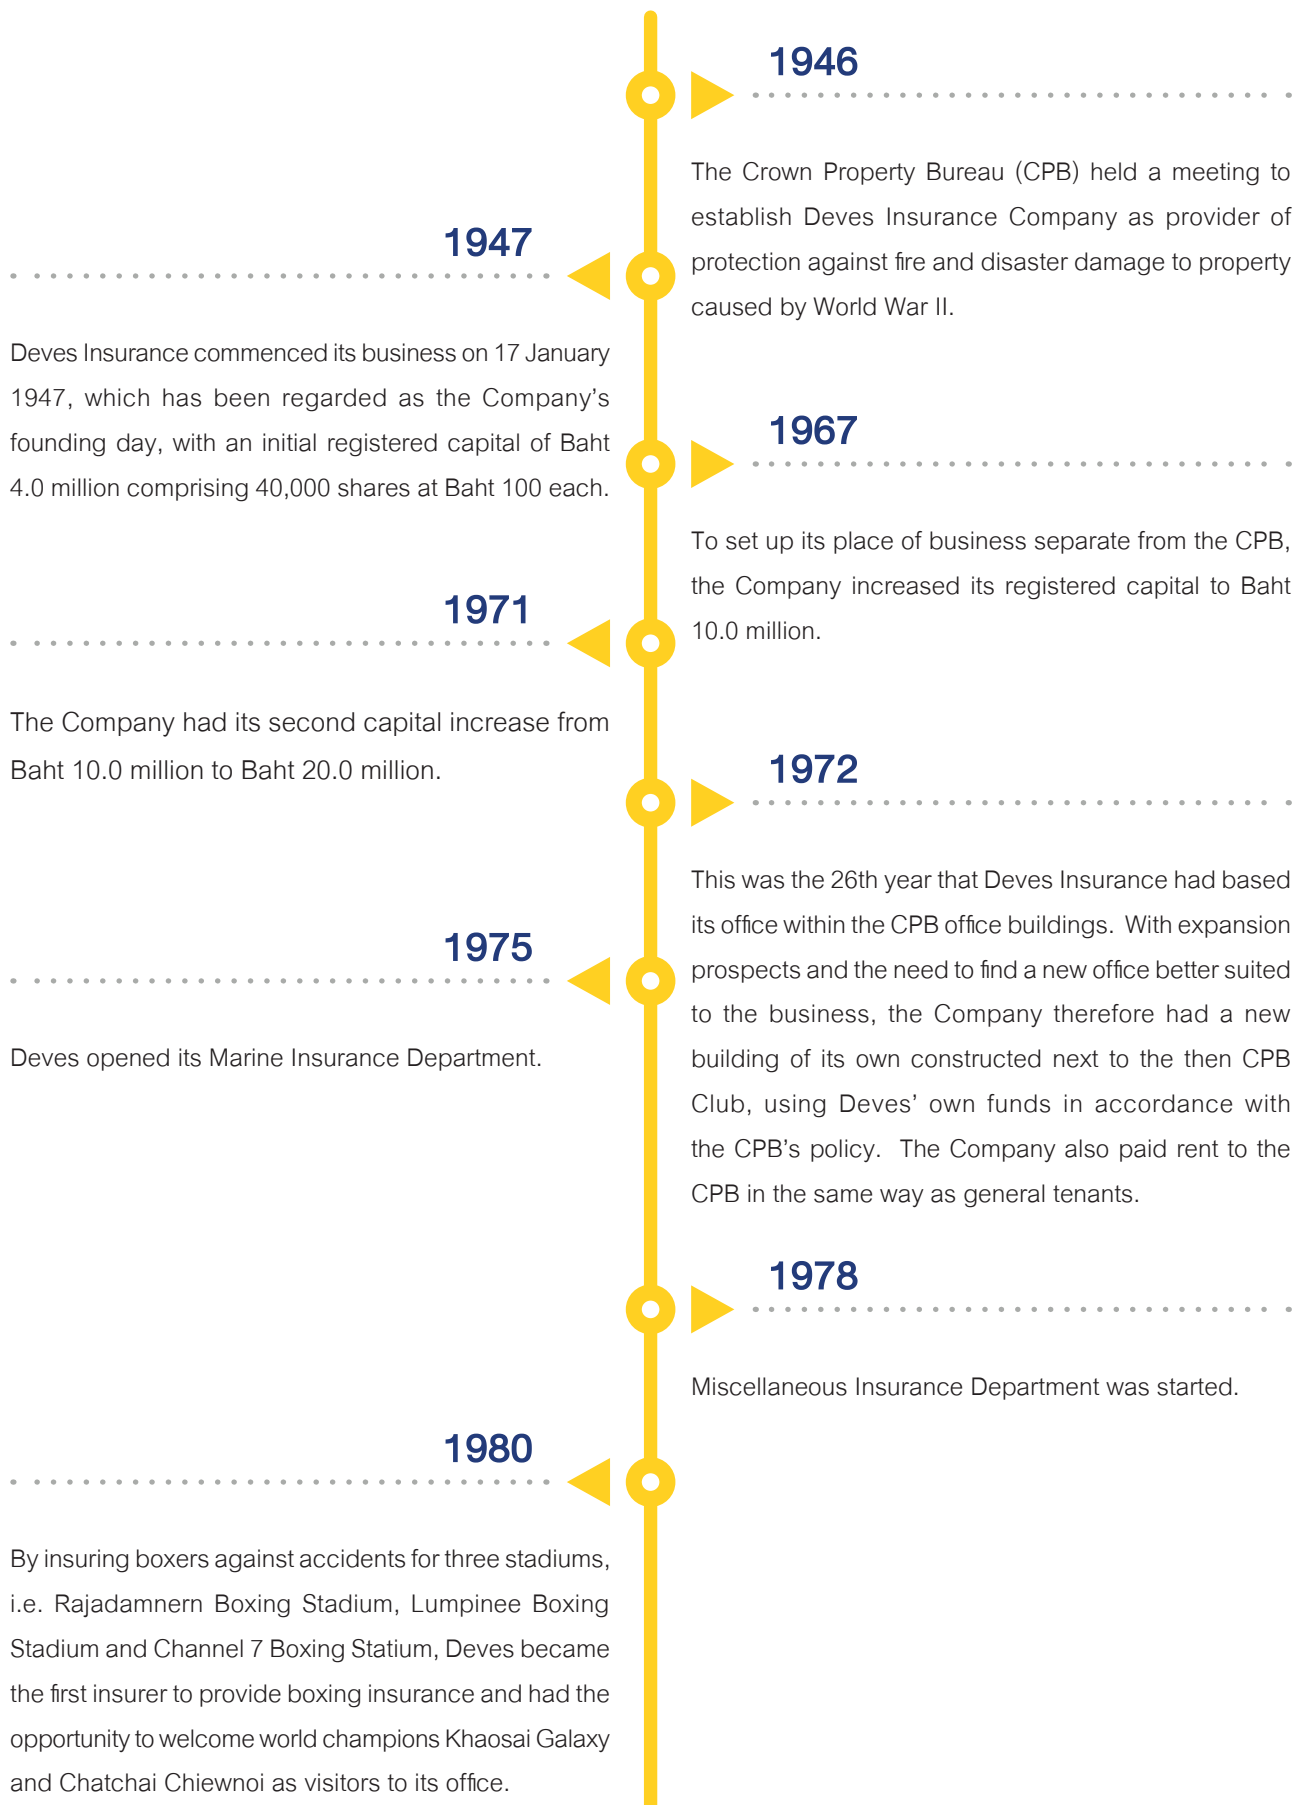 1946
The Crown Property Bureau (CPB) held a meeting to
establish Deves Insurance Company as provider of
protection against fire and disaster damage to property
caused by World War II.
1947
Deves Insurance commenced its business on 17 January
1947, which has been regarded as the Company's
founding day, with an initial registered capital of Baht
4.0 million comprising 40,000 shares at Baht 100 each.
1967
To set up its place of business separate from the CPB,
the Company increased its registered capital to Baht
10.0 million.
1971
The Company had its second capital increase from
Baht 10.0 million to Baht 20.0 million.
1972
This was the 26th year that Deves Insurance had based
its office within the CPB office buildings. With expansion
prospects and the need to find a new office better suited
to the business, the Company therefore had a new
building of its own constructed next to the then CPB
Club, using Deves' own funds in accordance with
the CPB's policy. The Company also paid rent to the
CPB in the same way as general tenants.
1975
Deves opened its Marine Insurance Department.
1978
Miscellaneous Insurance Department was started.
1980
By insuring boxers against accidents for three stadiums,
i.e. Rajadamnern Boxing Stadium, Lumpinee Boxing
Stadium and Channel 7 Boxing Statium, Deves became
the first insurer to provide boxing insurance and had the
opportunity to welcome world champions Khaosai Galaxy
and Chatchai Chiewnoi as visitors to its office.